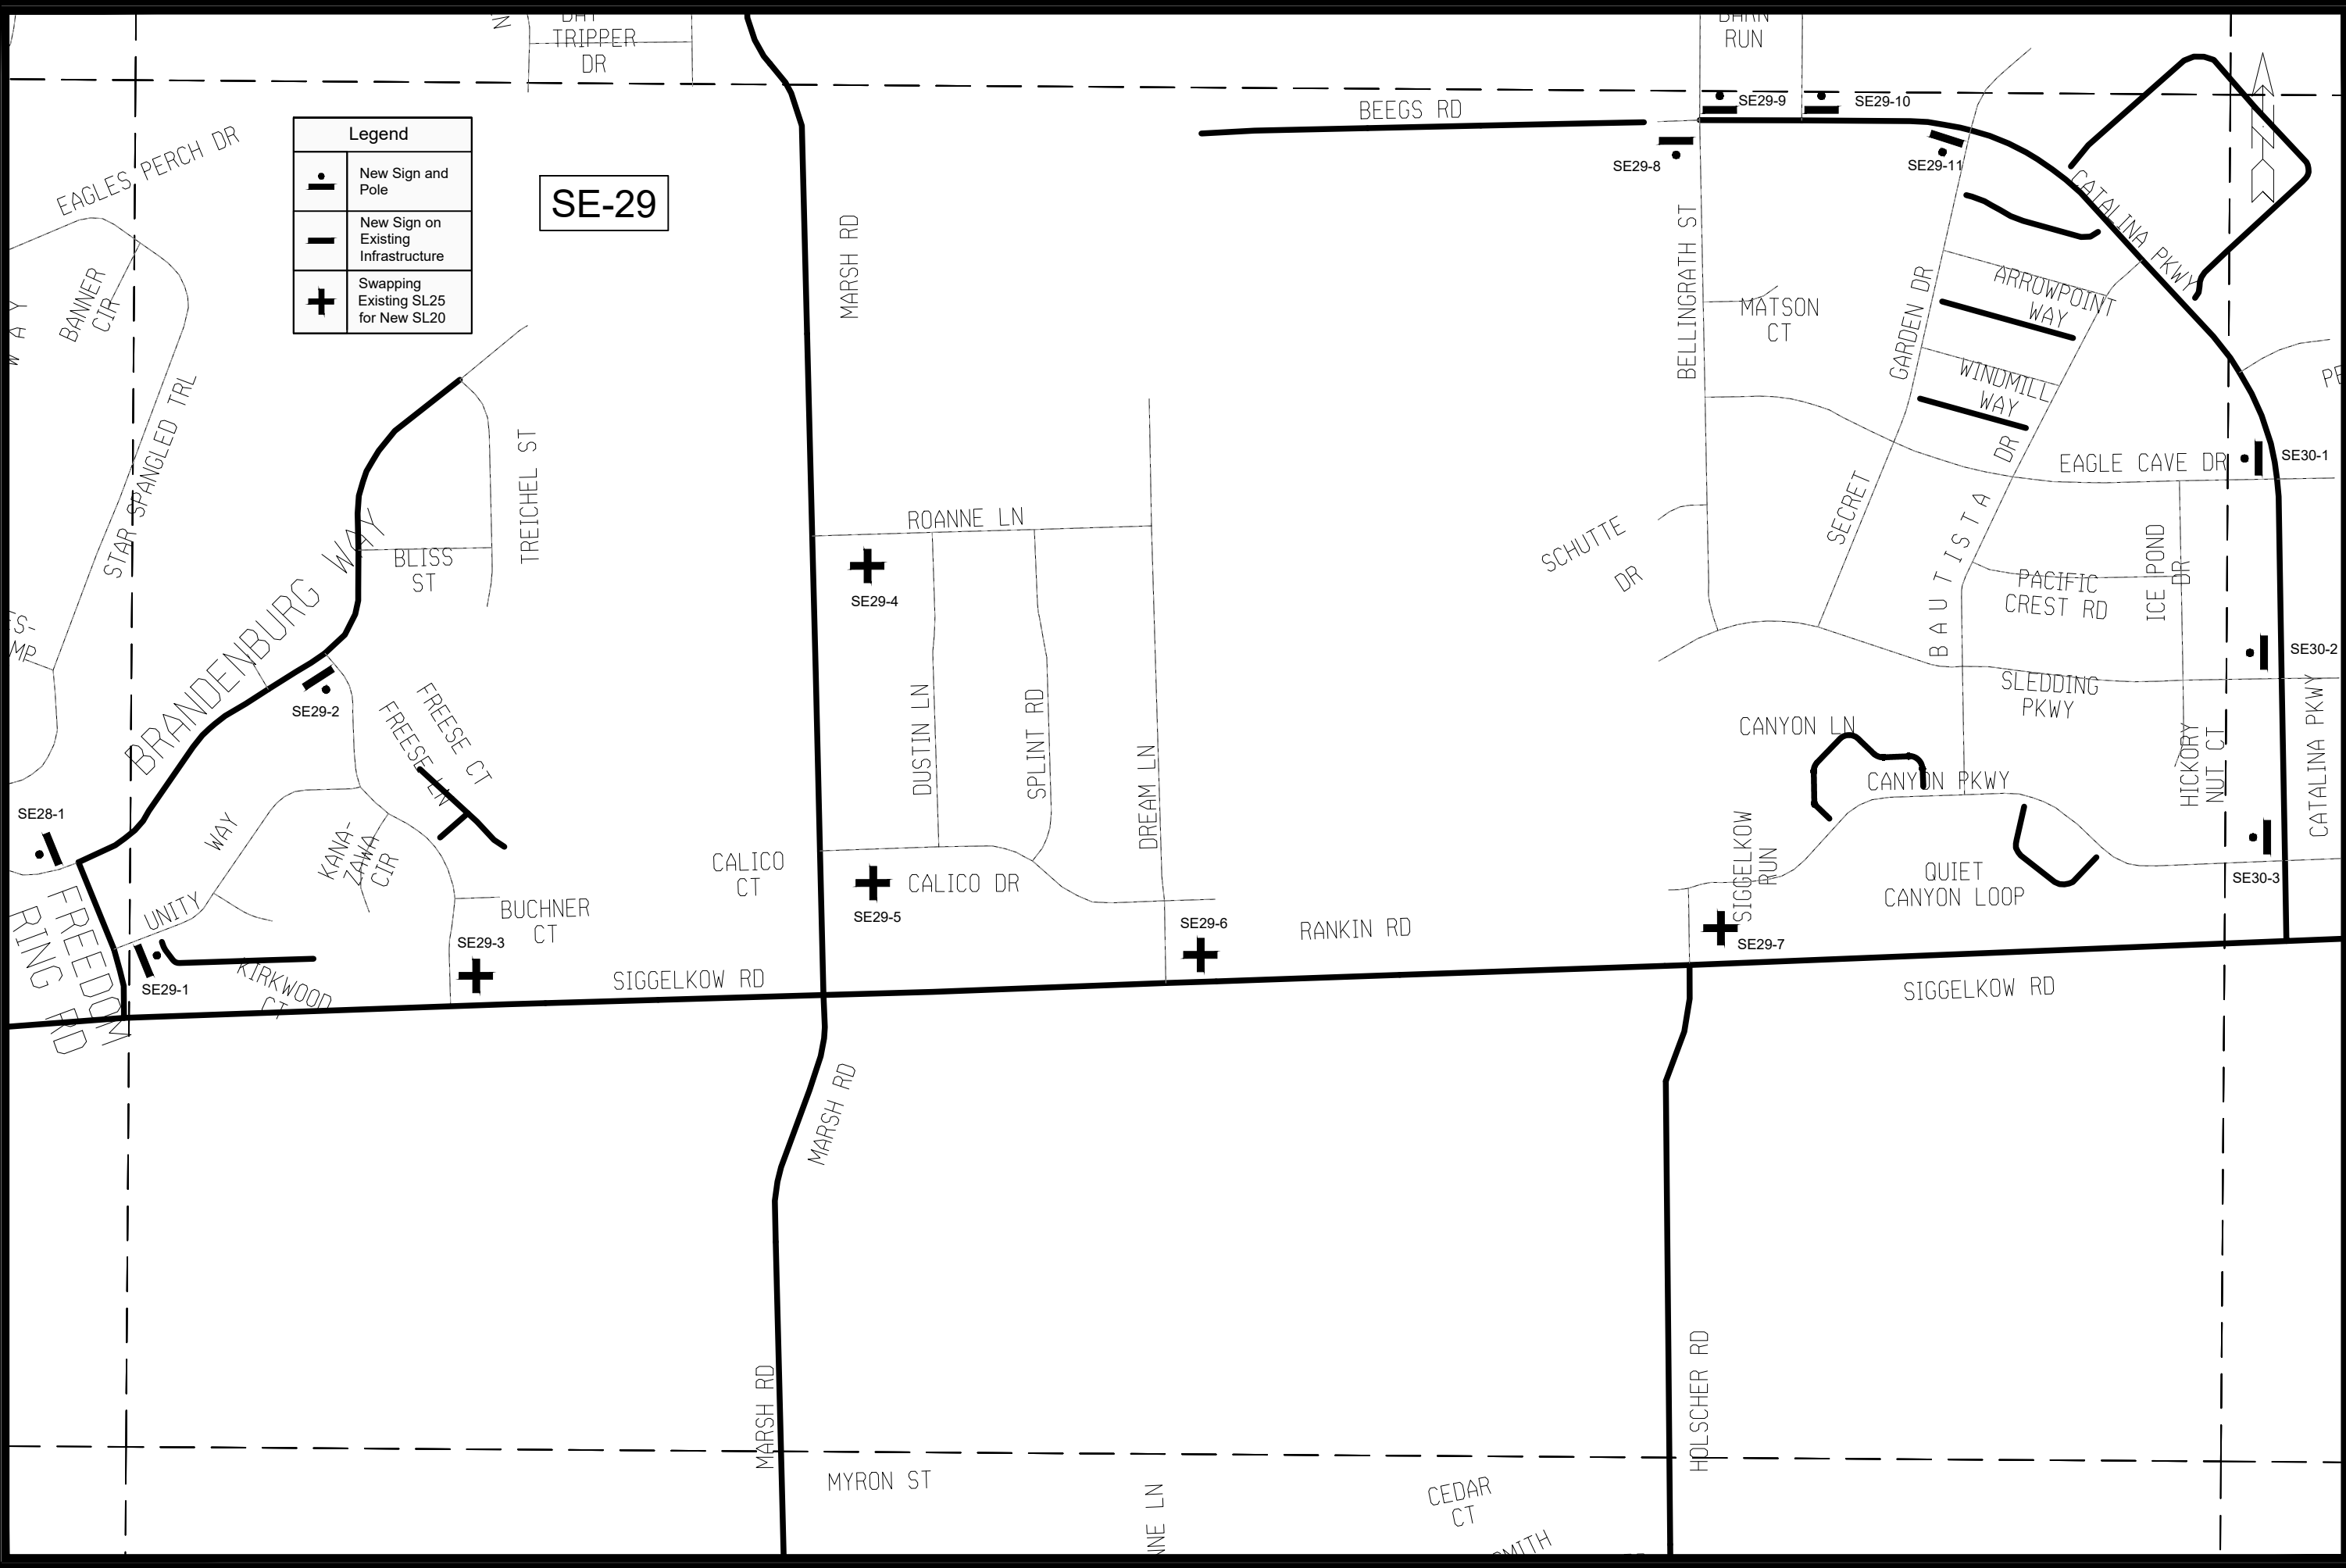 TRIPPER
DR
RUN
SE29-9
SE29-10
BEEGS RD
SE29-8
SE29-11
Legend
New Sign and
Pole
New Sign on
Existing
Infrastructure
Swapping
Existing SL25
for New SL20
SE-29
EAGLES PERCH DR
BANNER
CIR
WAY
STAR SPANGLED TRL
MARSH RD
BELLINGRATH ST
MATSON
CT
CATALINA PKWY
ARROWPOINT
WAY
WINDMILL
WAY
SECRET GARDEN DR
BAUTISTA DR
EAGLE CAVE DR
SE30-1
TREICHEL ST
BLISS
ST
BRANDENBURG WAY
ROANNE LN
SE29-4
SCHUTTE
DR
PACIFIC
CREST RD
ICE POND
DR
SE30-2
SE29-2
FREESE CT
FREESE LN
DUSTIN LN
SPLINT RD
DREAM LN
SLEDDING
PKWY
CANYON LN
CANYON PKWY
HICKORY
NUT CT
CATALINA PKWY
SE28-1
UNITY WAY
KANA-
ZAWA
CIR
CALICO
CT
CALICO DR
SE29-5
SIGGELKOW
RUN
QUIET
CANYON LOOP
SE30-3
FREEDOM
RING RD
BUCHNER
CT
SE29-3
SE29-6
RANKIN RD
SE29-7
SE29-1
KIRKWOOD
CT
SIGGELKOW RD
SIGGELKOW RD
MARSH RD
MARSH RD
HOLSCHER RD
MYRON ST
CEDAR
CT